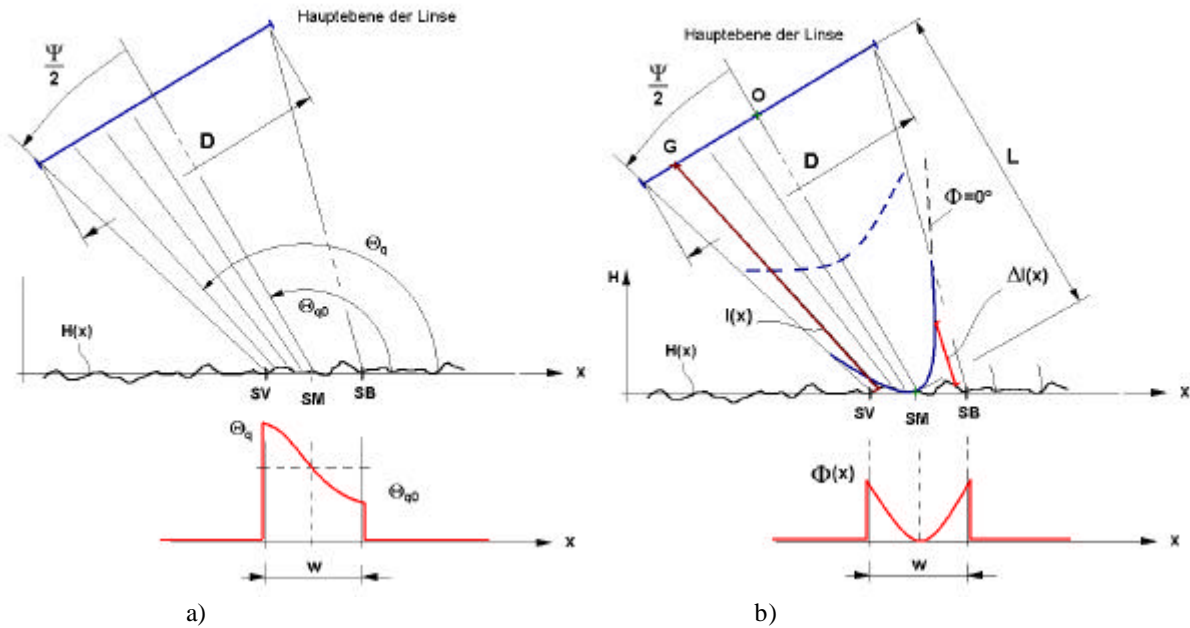 Hauptebene der Linse
Ψ/2
D
Θq
Θq0
H(x)
X
SV
SM
SB
Θq
Θq0
X
W
a)
Hauptebene der Linse
Ψ/2
O
G
D
L
Φ=0°
H
Δl(x)
l(x)
H(x)
X
SV
SM
SB
Φ(x)
X
W
b)